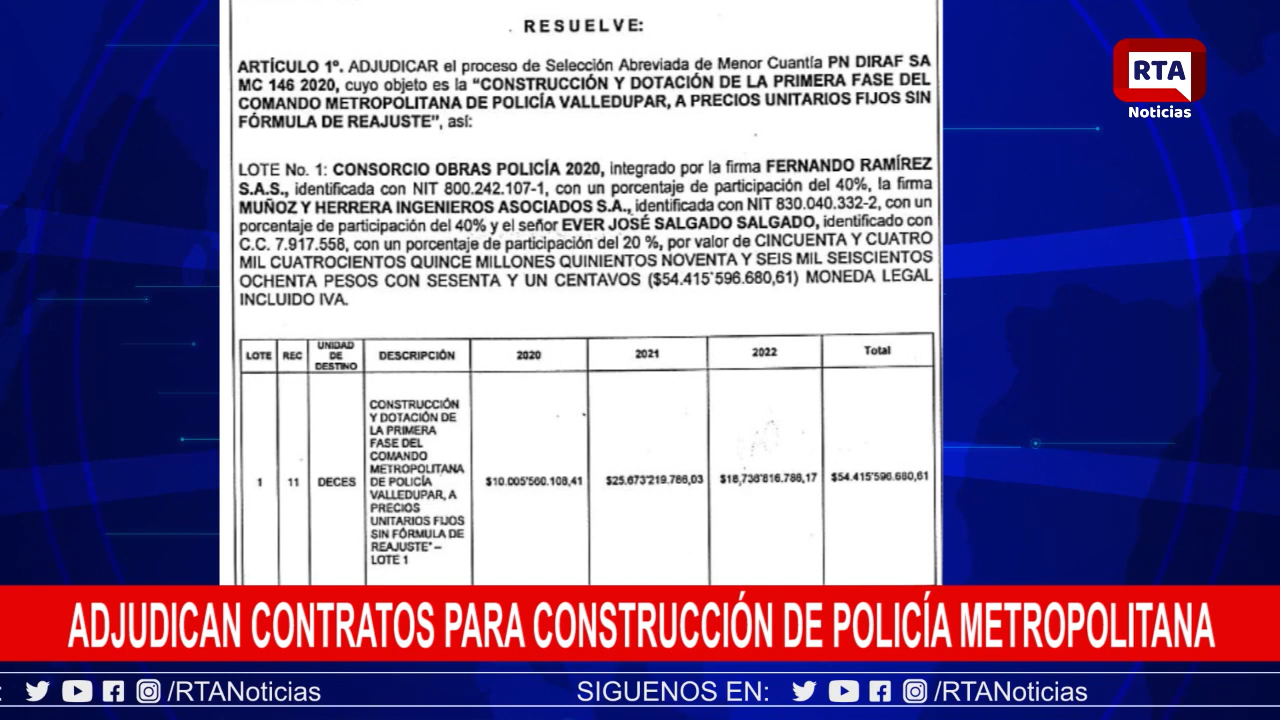 RESUELVE:
ARTÍCULO 1º. ADJUDICAR el proceso de Selección Abreviada de Menor Cuantía PN DIRAF SA
MC 146 2020, cuyo objeto es la “CONSTRUCCIÓN Y DOTACIÓN DE LA PRIMERA FASE DEL
COMANDO METROPOLITANA DE POLICÍA VALLEDUPAR, A PRECIOS UNITARIOS FIJOS SIN
FÓRMULA DE REAJUSTE”, así:
LOTE No. 1: CONSORCIO OBRAS POLICÍA 2020, integrado por la firma FERNANDO RAMÍREZ
S.A.S., identificada con NIT 800.242.107-1, con un porcentaje de participación del 40%, la firma
MUÑOZ Y HERRERA INGENIEROS ASOCIADOS S.A., identificada con NIT 830.040.332-2, con un
porcentaje de participación del 40% y el señor EVER JOSÉ SALGADO SALGADO, identificado con
C.C. 7.917.558, con un porcentaje de participación del 20 %, por valor de CINCUENTA Y CUATRO
MIL CUATROCIENTOS QUINCE MILLONES QUINIENTOS NOVENTA Y SEIS MIL SEISCIENTOS
OCHENTA PESOS CON SESENTA Y UN CENTAVOS ($54.415'596.680,61) MONEDA LEGAL
INCLUIDO IVA.
LOTE REC UNIDAD DE DESTINO DESCRIPCIÓN 2020 2021 2022 Total
CONSTRUCCIÓN
Y DOTACIÓN DE
LA PRIMERA
FASE DEL
COMANDO
METROPOLITANA
1 11 DECES DE POLICÍA $10.005'560.108,41 $25.673'219.786,03 $18.736'816.786,17 $54.415'596.680,61
VALLEDUPAR, A
PRECIOS
UNITARIOS FIJOS
SIN FÓRMULA DE
REAJUSTE” –
LOTE 1
RTA
Noticias
ADJUDICAN CONTRATOS PARA CONSTRUCCIÓN DE POLICÍA METROPOLITANA
: /RTANoticias SIGUENOS EN: /RTANoticias